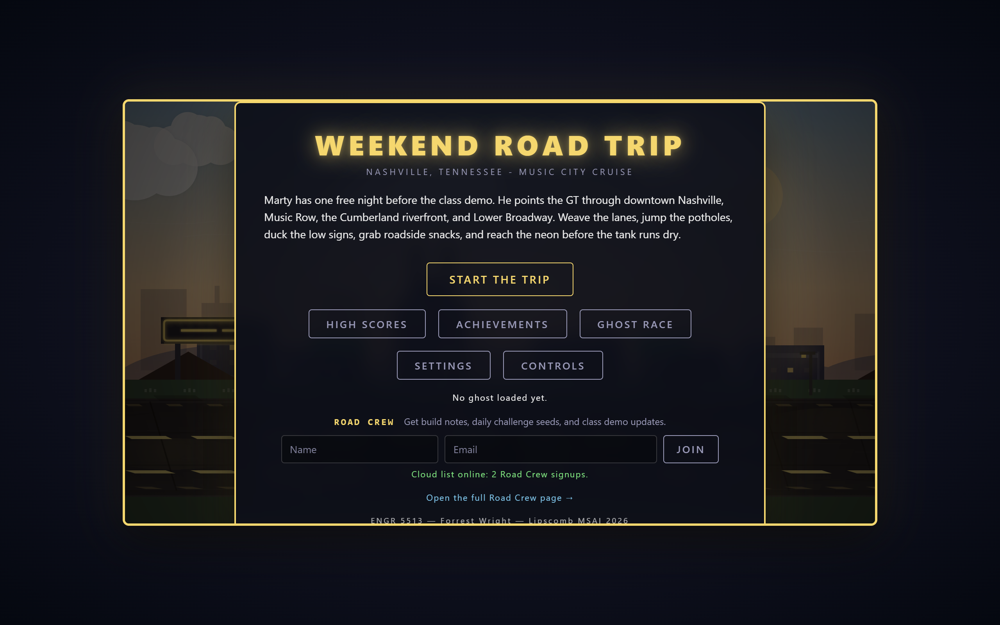 WEEKEND ROAD TRIP
NASHVILLE, TENNESSEE - MUSIC CITY CRUISE
Marty has one free night before the class demo. He points the GT through downtown Nashville,
Music Row, the Cumberland riverfront, and Lower Broadway. Weave the lanes, jump the potholes,
duck the low signs, grab roadside snacks, and reach the neon before the tank runs dry.
START THE TRIP
HIGH SCORES ACHIEVEMENTS GHOST RACE
SETTINGS CONTROLS
No ghost loaded yet.
ROAD CREW Get build notes, daily challenge seeds, and class demo updates.
Name Email JOIN
Cloud list online: 2 Road Crew signups.
Open the full Road Crew page →
ENGR 5513 — Forrest Wright — Lipscomb MSAI 2026